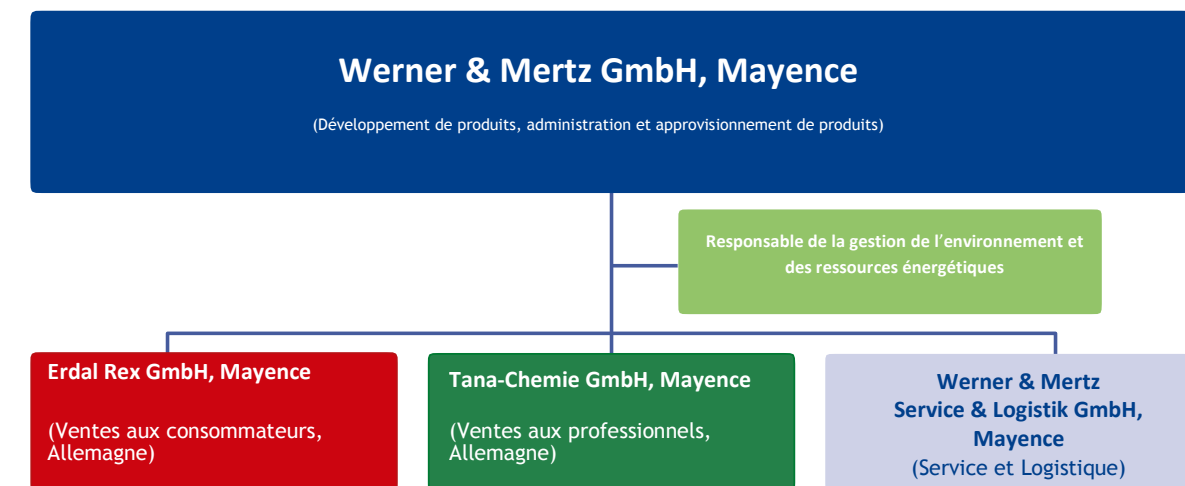 Werner & Mertz GmbH, Mayence
(Développement de produits, administration et approvisionnement de produits)
Responsable de la gestion de l’environnement et
des ressources énergétiques
Erdal Rex GmbH, Mayence
(Ventes aux consommateurs,
Allemagne)
Tana-Chemie GmbH, Mayence
(Ventes aux professionnels,
Allemagne)
Werner & Mertz
Service & Logistik GmbH,
Mayence
(Service et Logistique)